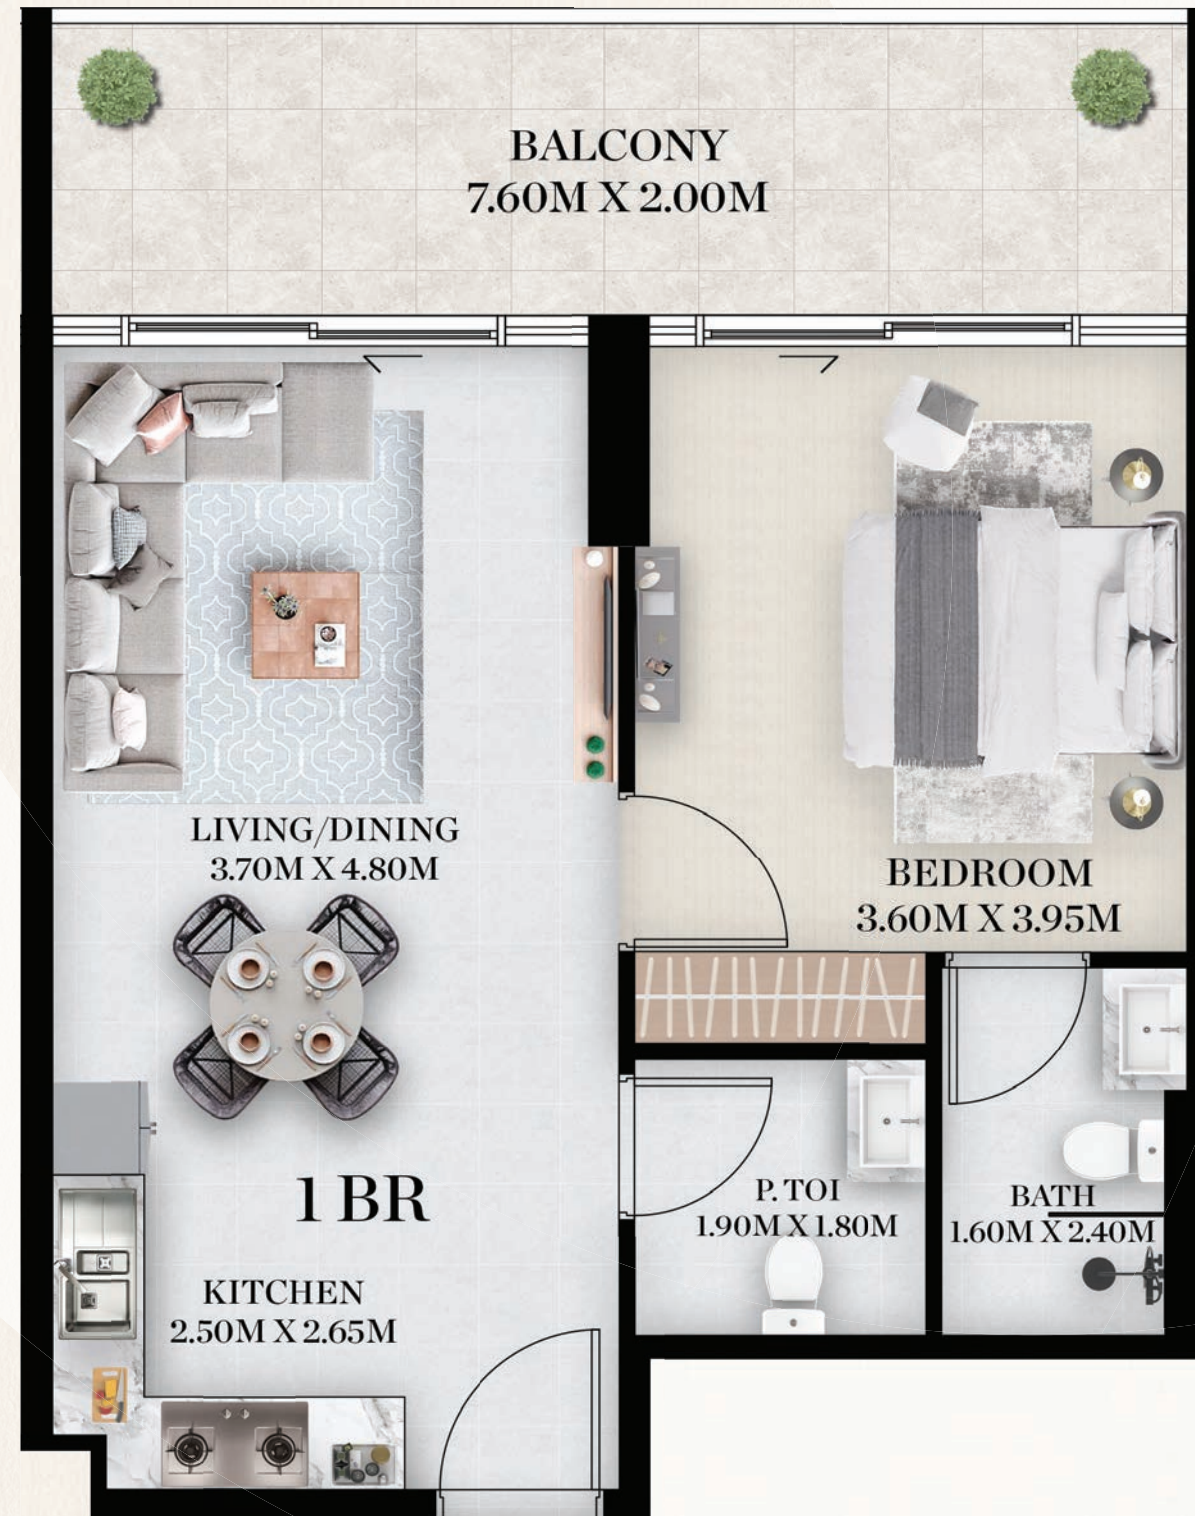 BALCONY
7.60M X 2.00M
LIVING/DINING
3.70M X 4.80M
BEDROOM
3.60M X 3.95M
1 BR
P. TOI
1.90M X 1.80M
BATH
1.60M X 2.40M
KITCHEN
2.50M X 2.65M